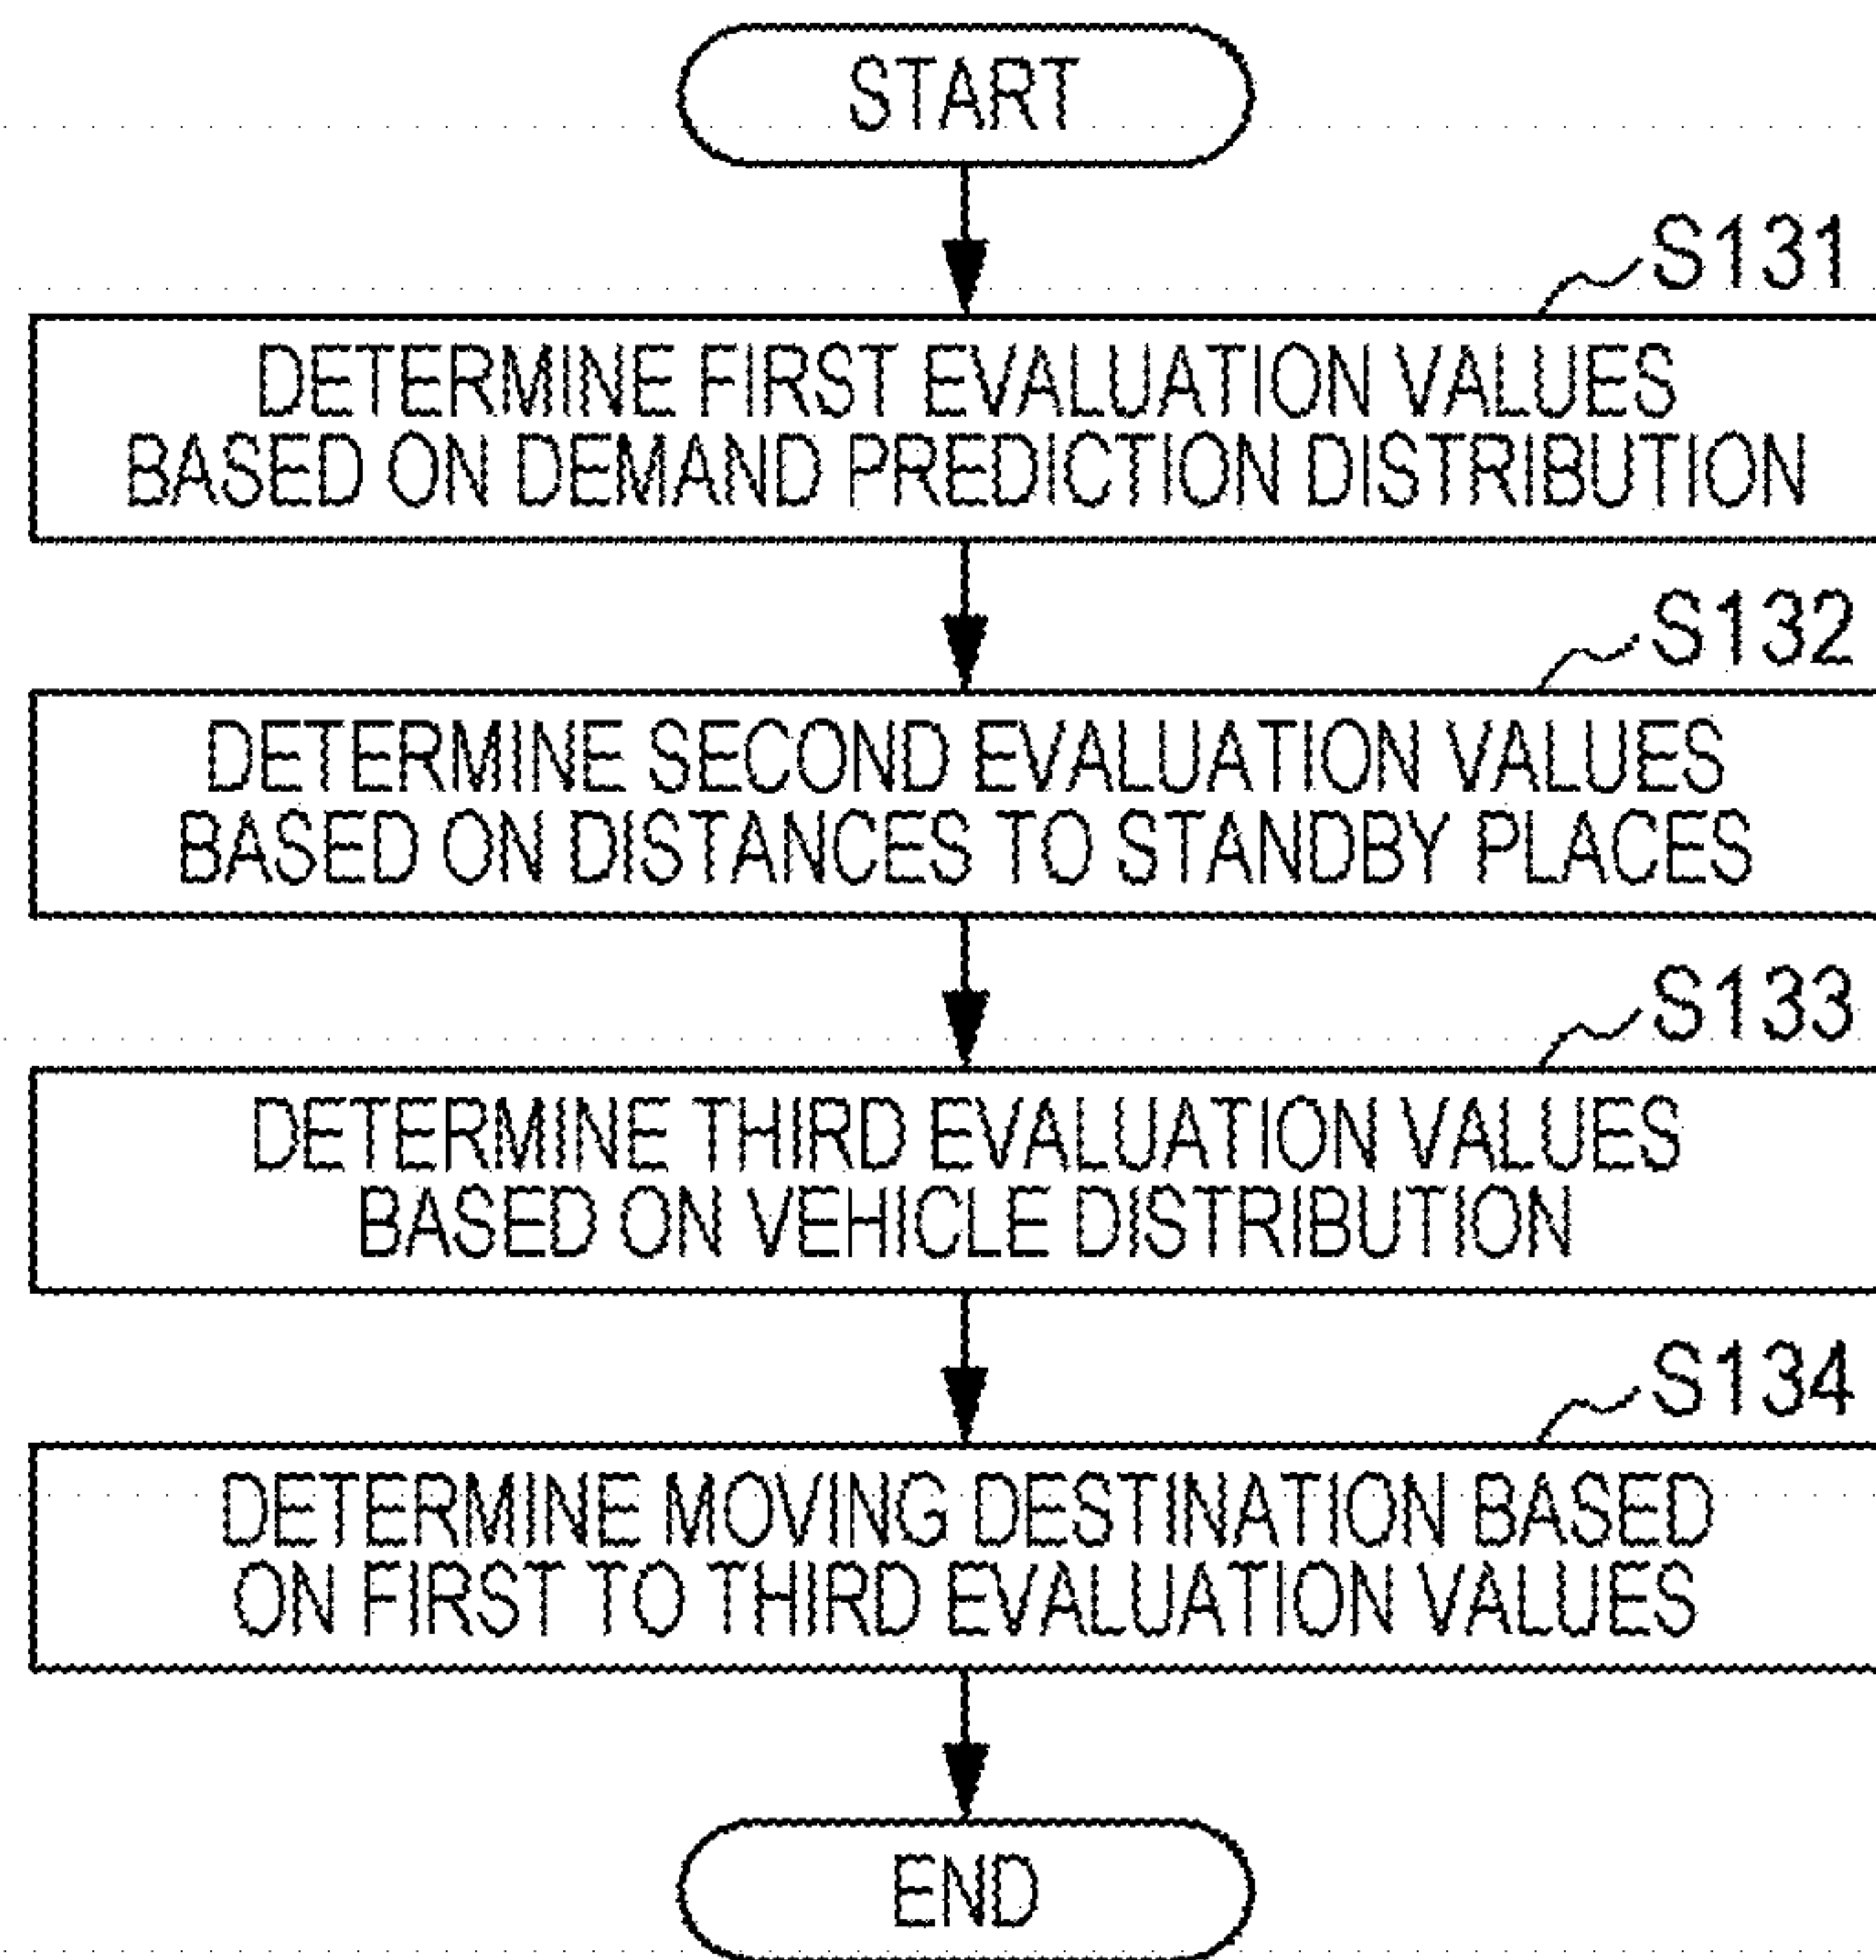 START
S131
DETERMINE FIRST EVALUATION VALUES
BASED ON DEMAND PREDICTION DISTRIBUTION
S132
DETERMINE SECOND EVALUATION VALUES
BASED ON DISTANCES TO STANDBY PLACES
S133
DETERMINE THIRD EVALUATION VALUES
BASED ON VEHICLE DISTRIBUTION
S134
DETERMINE MOVING DESTINATION BASED
ON FIRST TO THIRD EVALUATION VALUES
END